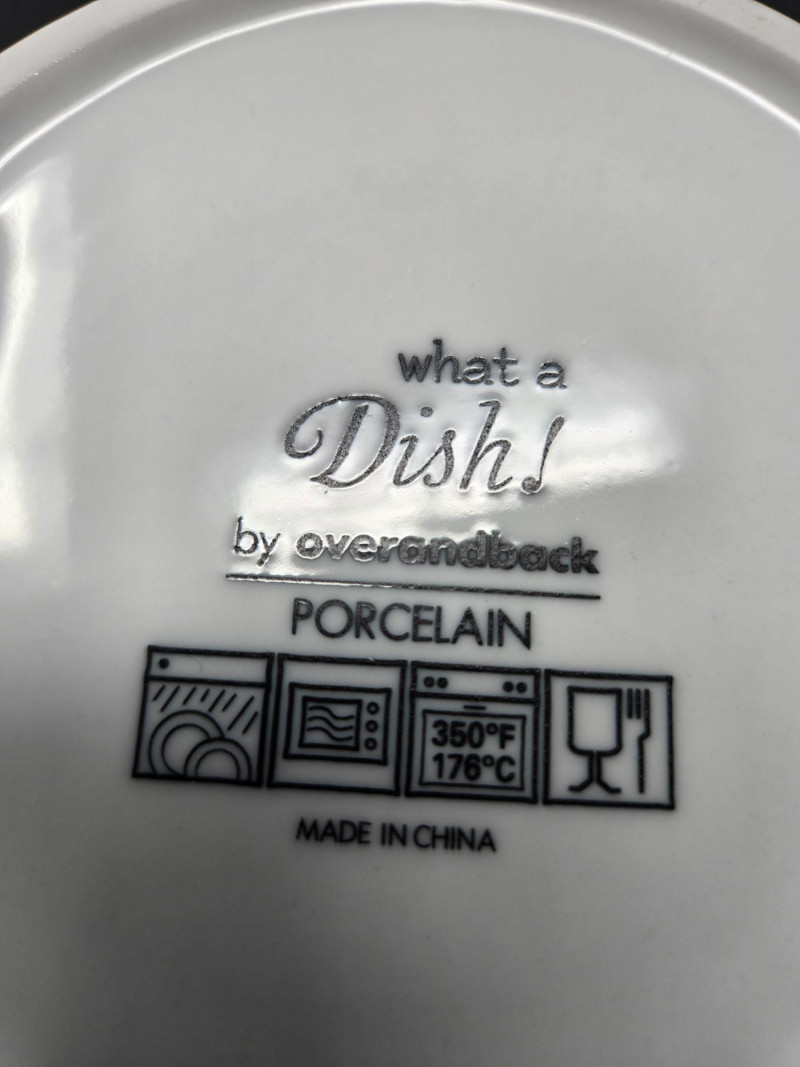 what a
Dish!
by overandback
PORCELAIN
350°F
176°C
MADE IN CHINA